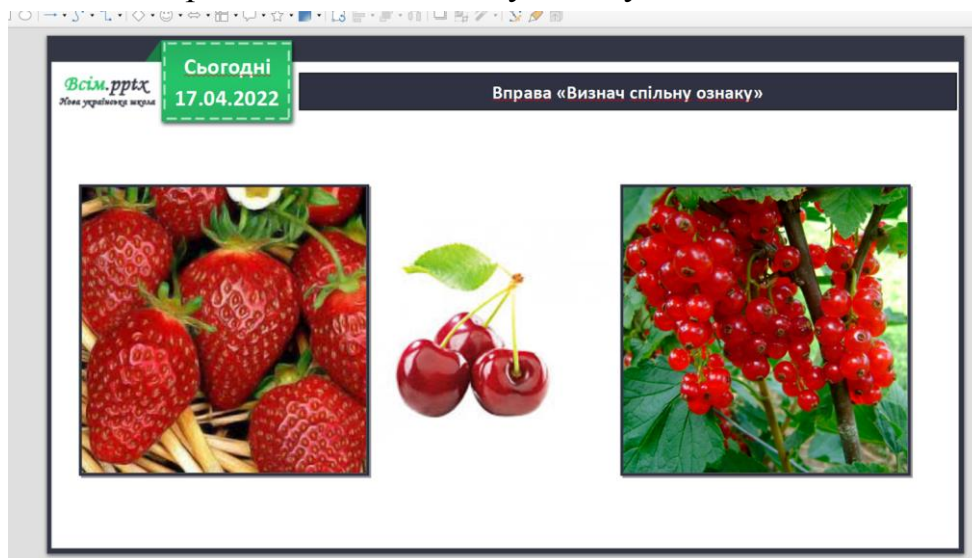 Всім.pptx
Нова українська школа
Сьогодні
17.04.2022
Вправа «Визнач спільну ознаку»